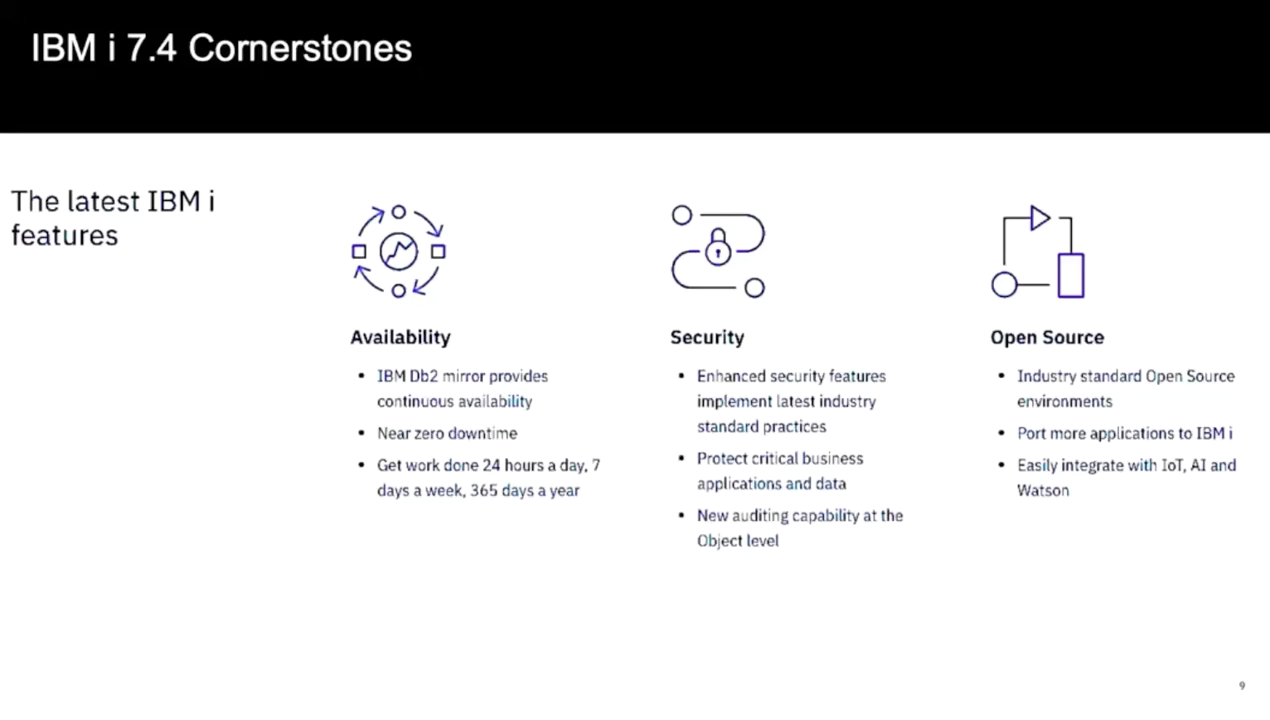 IBM i 7.4 Cornerstones
The latest IBM i
features
Availability
• IBM Db2 mirror provides
continuous availability
• Near zero downtime
• Get work done 24 hours a day, 7
days a week, 365 days a year
Security
• Enhanced security features
implement latest industry
standard practices
• Protect critical business
applications and data
• New auditing capability at the
Object level
Open Source
• Industry standard Open Source
environments
• Port more applications to IBM i
• Easily integrate with IoT, AI and
Watson
9